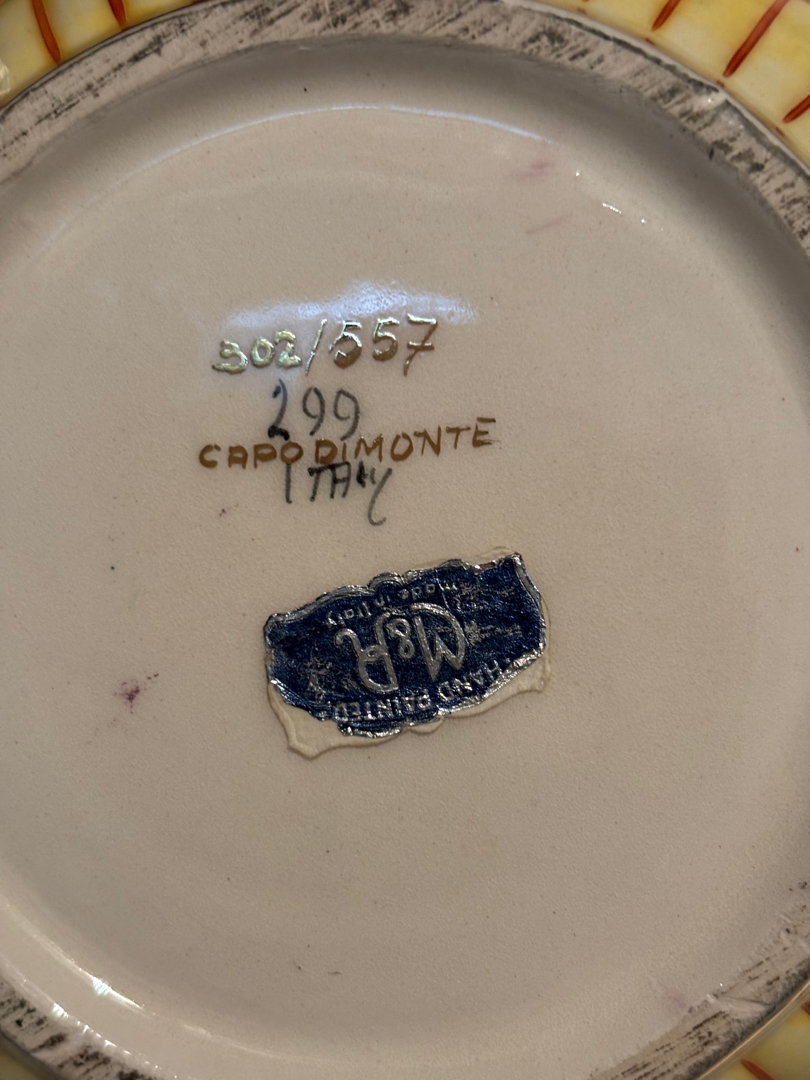 302/557
299
CAPODIMONTE
ITALY
HAND PAINTED
M&R
made in Italy